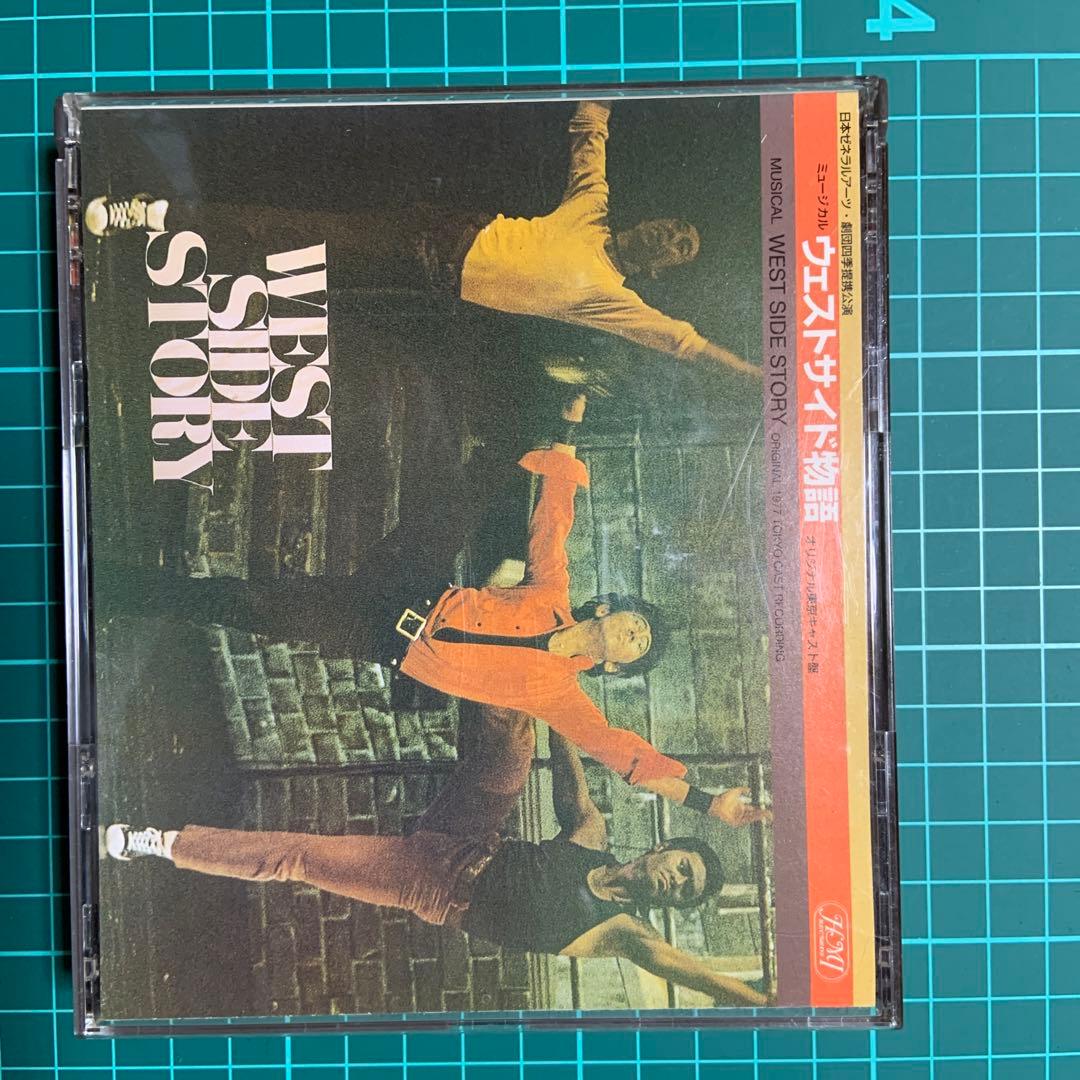 日本ゼネラルアーツ・劇団四季提携公演
ミュージカル ウェストサイド物語 オリジナル東京キャスト盤
MUSICAL WEST SIDE STORY ORIGINAL 1977 TOKYO CAST RECORDING
WEST
SIDE
STORY
4